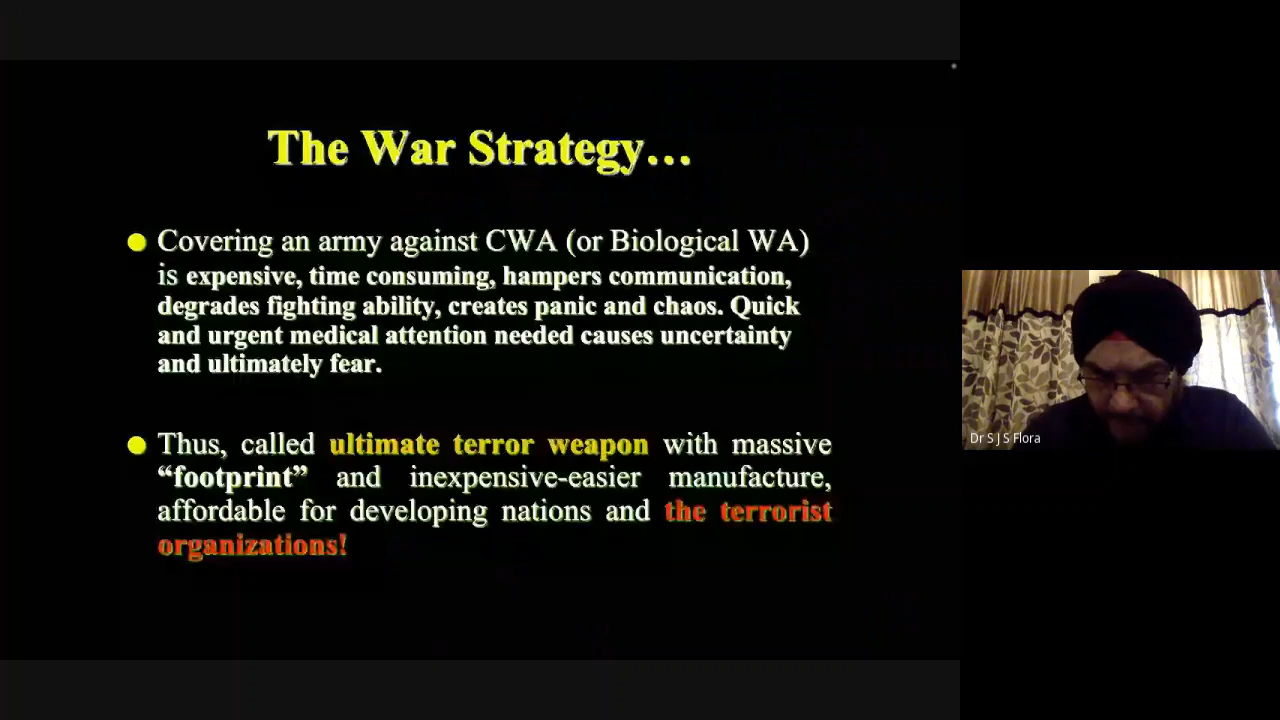 The War Strategy…
Covering an army against CWA (or Biological WA)
is expensive, time consuming, hampers communication,
degrades fighting ability, creates panic and chaos. Quick
and urgent medical attention needed causes uncertainty
and ultimately fear.
Thus, called ultimate terror weapon with massive
“footprint” and inexpensive-easier manufacture,
affordable for developing nations and the terrorist
organizations!
Dr S J S Flora